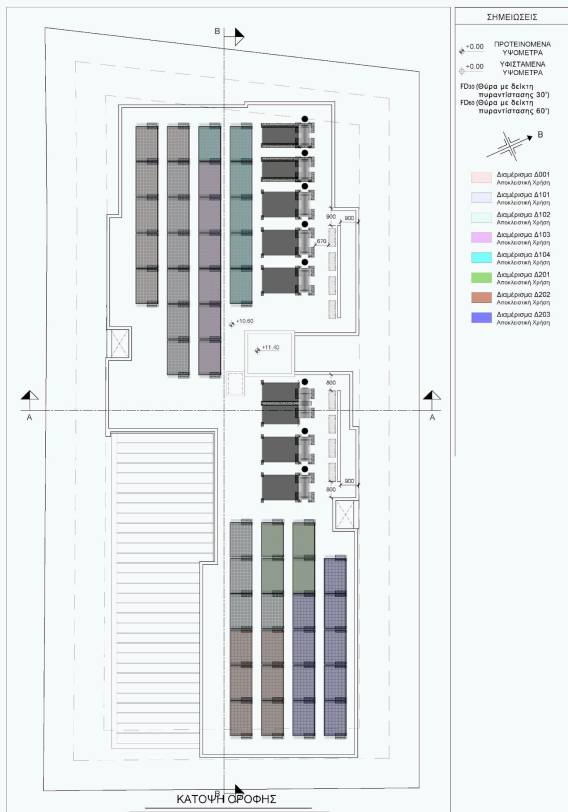 ΣΗΜΕΙΩΣΕΙΣ
+0.00 ΠΡΟΤΕΙΝΟΜΕΝΑ
ΥΨΟΜΕΤΡΑ
+0.00 ΥΦΙΣΤΑΜΕΝΑ
ΥΨΟΜΕΤΡΑ
FD30 (Θύρα με δείκτη
πυραντίστασης 30')
FD60 (Θύρα με δείκτη
πυραντίστασης 60')
B
Διαμέρισμα Δ001
Αποκλειστική Χρήση
Διαμέρισμα Δ101
Αποκλειστική Χρήση
Διαμέρισμα Δ102
Αποκλειστική Χρήση
Διαμέρισμα Δ103
Αποκλειστική Χρήση
Διαμέρισμα Δ104
Αποκλειστική Χρήση
Διαμέρισμα Δ201
Αποκλειστική Χρήση
Διαμέρισμα Δ202
Αποκλειστική Χρήση
Διαμέρισμα Δ203
Αποκλειστική Χρήση
B
900
900
670
+10.60
+11.40
800
A
A
800
900
B
ΚΑΤΟΨΗ ΟΡΟΦΗΣ